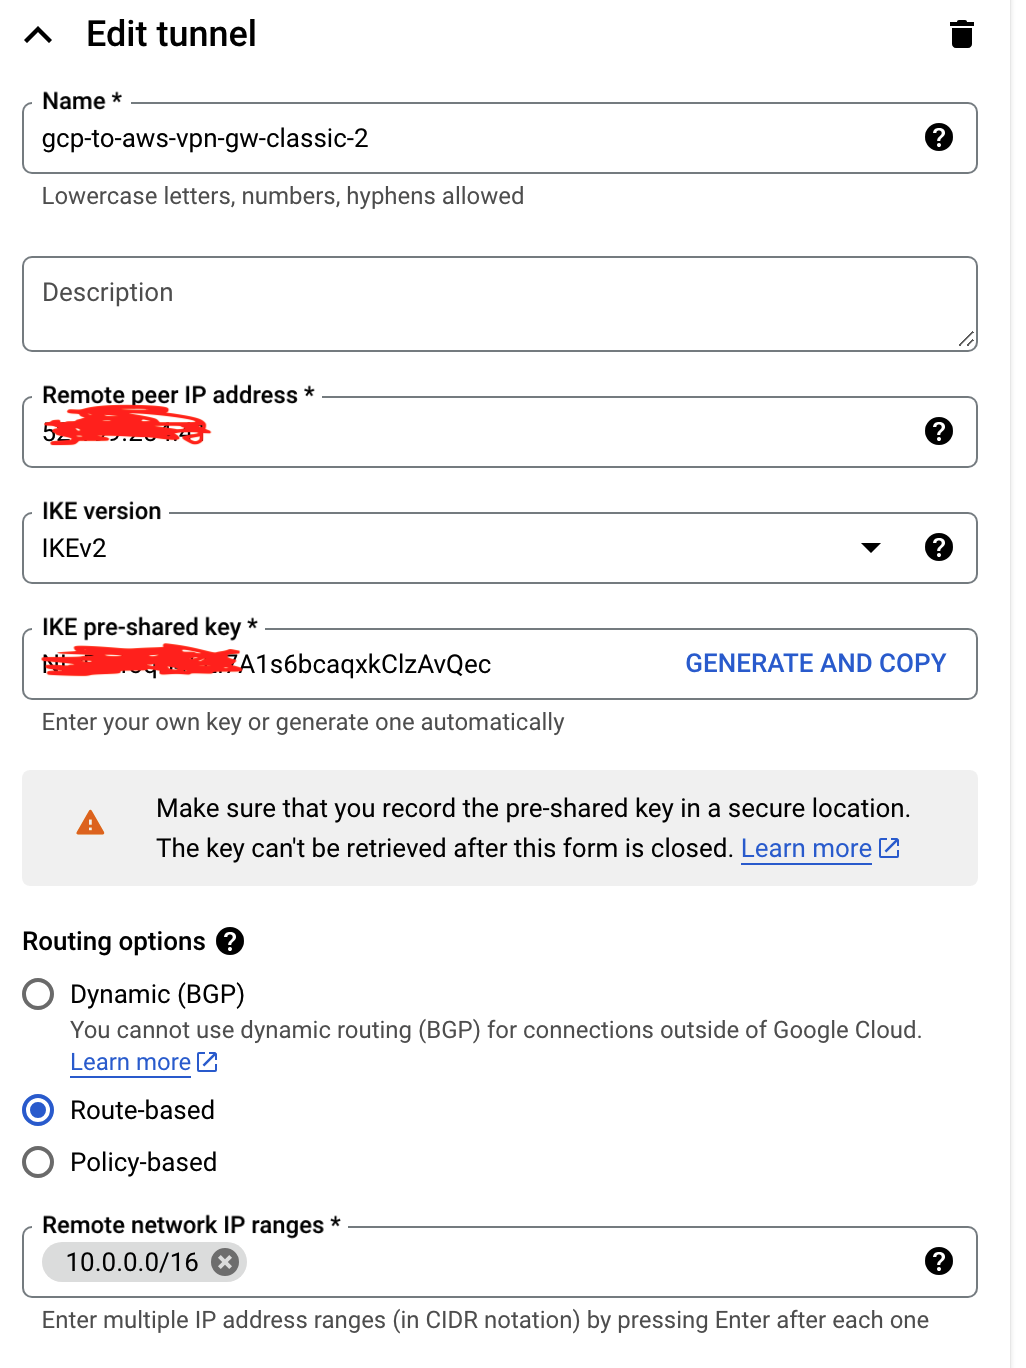 Edit tunnel
Name *
gcp-to-aws-vpn-gw-classic-2
Lowercase letters, numbers, hyphens allowed
Description
Remote peer IP address *
IKE version
IKEv2
IKE pre-shared key *
GENERATE AND COPY
Enter your own key or generate one automatically
Make sure that you record the pre-shared key in a secure location.
The key can't be retrieved after this form is closed. Learn more
Routing options
Dynamic (BGP)
You cannot use dynamic routing (BGP) for connections outside of Google Cloud.
Learn more
Route-based
Policy-based
Remote network IP ranges *
10.0.0.0/16
Enter multiple IP address ranges (in CIDR notation) by pressing Enter after each one